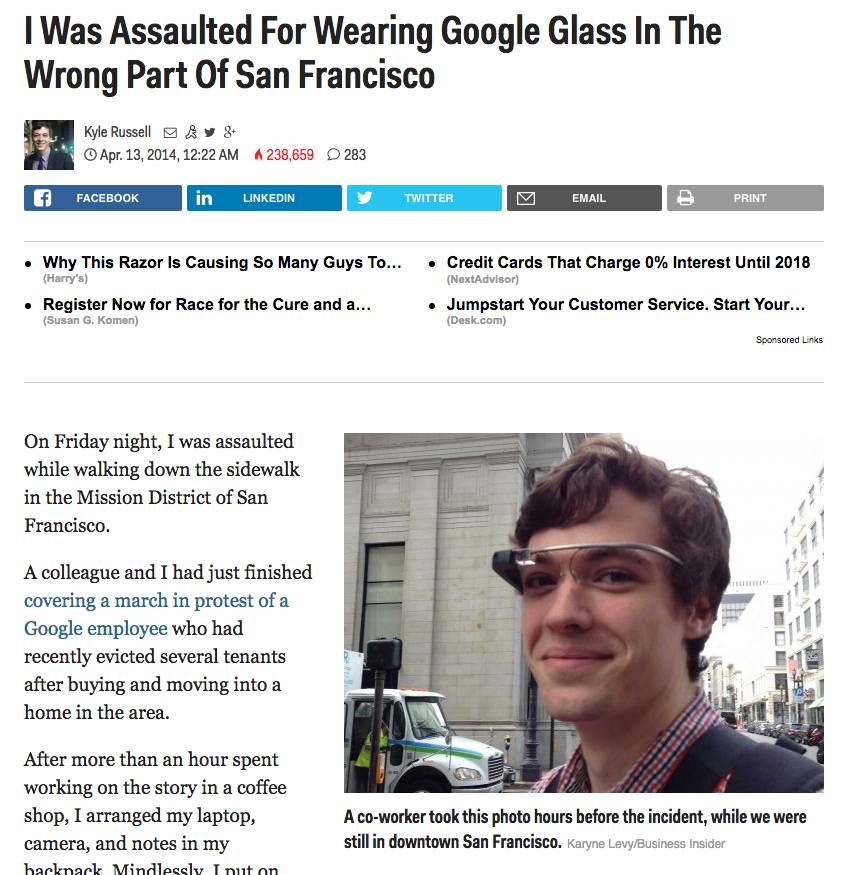 I Was Assaulted For Wearing Google Glass In The
Wrong Part Of San Francisco
Kyle Russell
Apr. 13, 2014, 12:22 AM 238,659 283
FACEBOOK
LINKEDIN
TWITTER
EMAIL
PRINT
Why This Razor Is Causing So Many Guys To…
(Harry's)
Register Now for Race for the Cure and a…
(Susan G. Komen)
Credit Cards That Charge 0% Interest Until 2018
(NextAdvisor)
Jumpstart Your Customer Service. Start Your…
(Desk.com)
Sponsored Links
On Friday night, I was assaulted
while walking down the sidewalk
in the Mission District of San
Francisco.
A colleague and I had just finished
covering a march in protest of a
Google employee who had
recently evicted several tenants
after buying and moving into a
home in the area.
After more than an hour spent
working on the story in a coffee
shop, I arranged my laptop,
camera, and notes in my
backpack. Mindlessly, I put on
A co-worker took this photo hours before the incident, while we were
still in downtown San Francisco. Karyne Levy/Business Insider